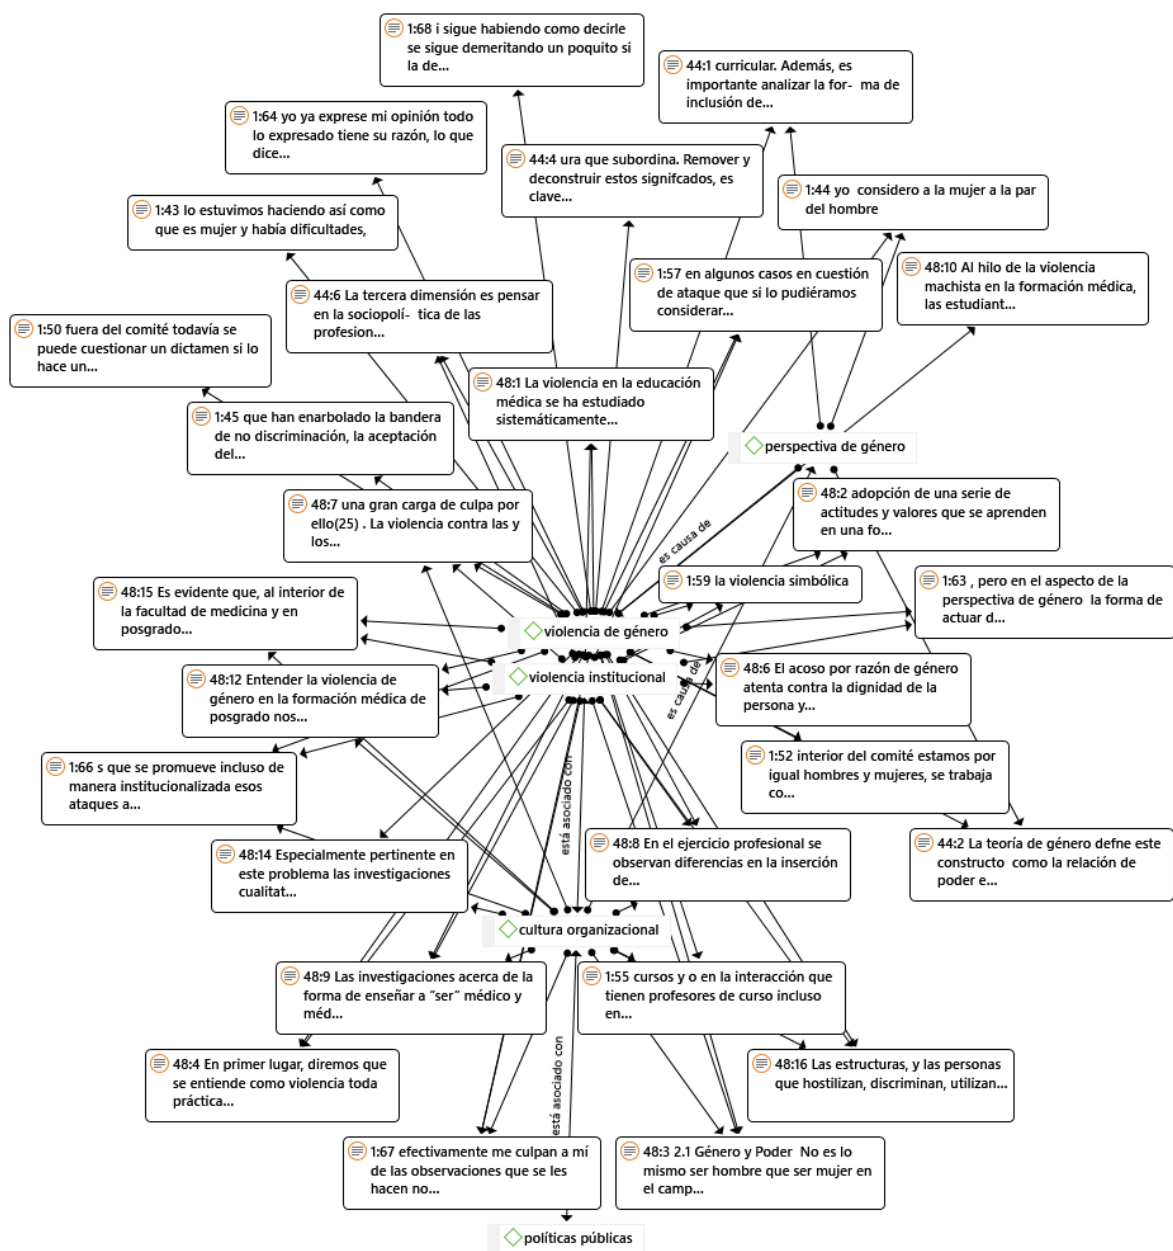 1:68 i sigue habiendo como decirle
se sigue demeritando un poquito si
la de...
44:1 curricular. Además, es
importante analizar la for- ma de
inclusión de...
1:64 yo ya exprese mi opinión todo
lo expresado tiene su razón, lo que
dice...
44:4 ura que subordina. Remover y
deconstruir estos signifcados, es
clave...
1:44 yo considero a la mujer a la par
del hombre
1:43 lo estuvimos haciendo así como
que es mujer y había dificultades,
1:57 en algunos casos en cuestión
de ataque que si lo pudiéramos
considerar...
48:10 Al hilo de la violencia
machista en la formación médica,
las estudiant...
44:6 La tercera dimensión es pensar
en la sociopolí- tica de las
profesion...
1:50 fuera del comité todavía se
puede cuestionar un dictamen si lo
hace un...
48:1 La violencia en la educación
médica se ha estudiado
sistemáticamente...
1:45 que han enarbolado la bandera
de no discriminación, la aceptación
del...
perspectiva de género
48:7 una gran carga de culpa por
ello(25) . La violencia contra las y
los...
48:2 adopción de una serie de
actitudes y valores que se aprenden
en una fo...
es causa de
1:59 la violencia simbólica
48:15 Es evidente que, al interior de
la facultad de medicina y en
posgrado...
1:63 , pero en el aspecto de la
perspectiva de género la forma de
actuar d...
violencia de género
violencia institucional
48:12 Entender la violencia de
género en la formación médica de
posgrado nos...
48:6 El acoso por razón de género
atenta contra la dignidad de la
persona y...
es causa de
1:66 s que se promueve incluso de
manera institucionalizada esos
ataques a...
1:52 interior del comité estamos por
igual hombres y mujeres, se trabaja
co...
está asociado con
48:14 Especialmente pertinente en
este problema las investigaciones
cualitat...
48:8 En el ejercicio profesional se
observan diferencias en la inserción
de...
44:2 La teoría de género defne este
constructo como la relación de
poder e...
cultura organizacional
48:9 Las investigaciones acerca de la
forma de enseñar a "ser" médico y
méd...
1:55 cursos y o en la interacción que
tienen profesores de curso incluso
en...
48:4 En primer lugar, diremos que
se entiende como violencia toda
práctica...
está asociado con
48:16 Las estructuras, y las personas
que hostilizan, discriminan, utilizan...
1:67 efectivamente me culpan a mí
de las observaciones que se les
hacen no...
48:3 2.1 Género y Poder No es lo
mismo ser hombre que ser mujer en
el camp...
políticas públicas